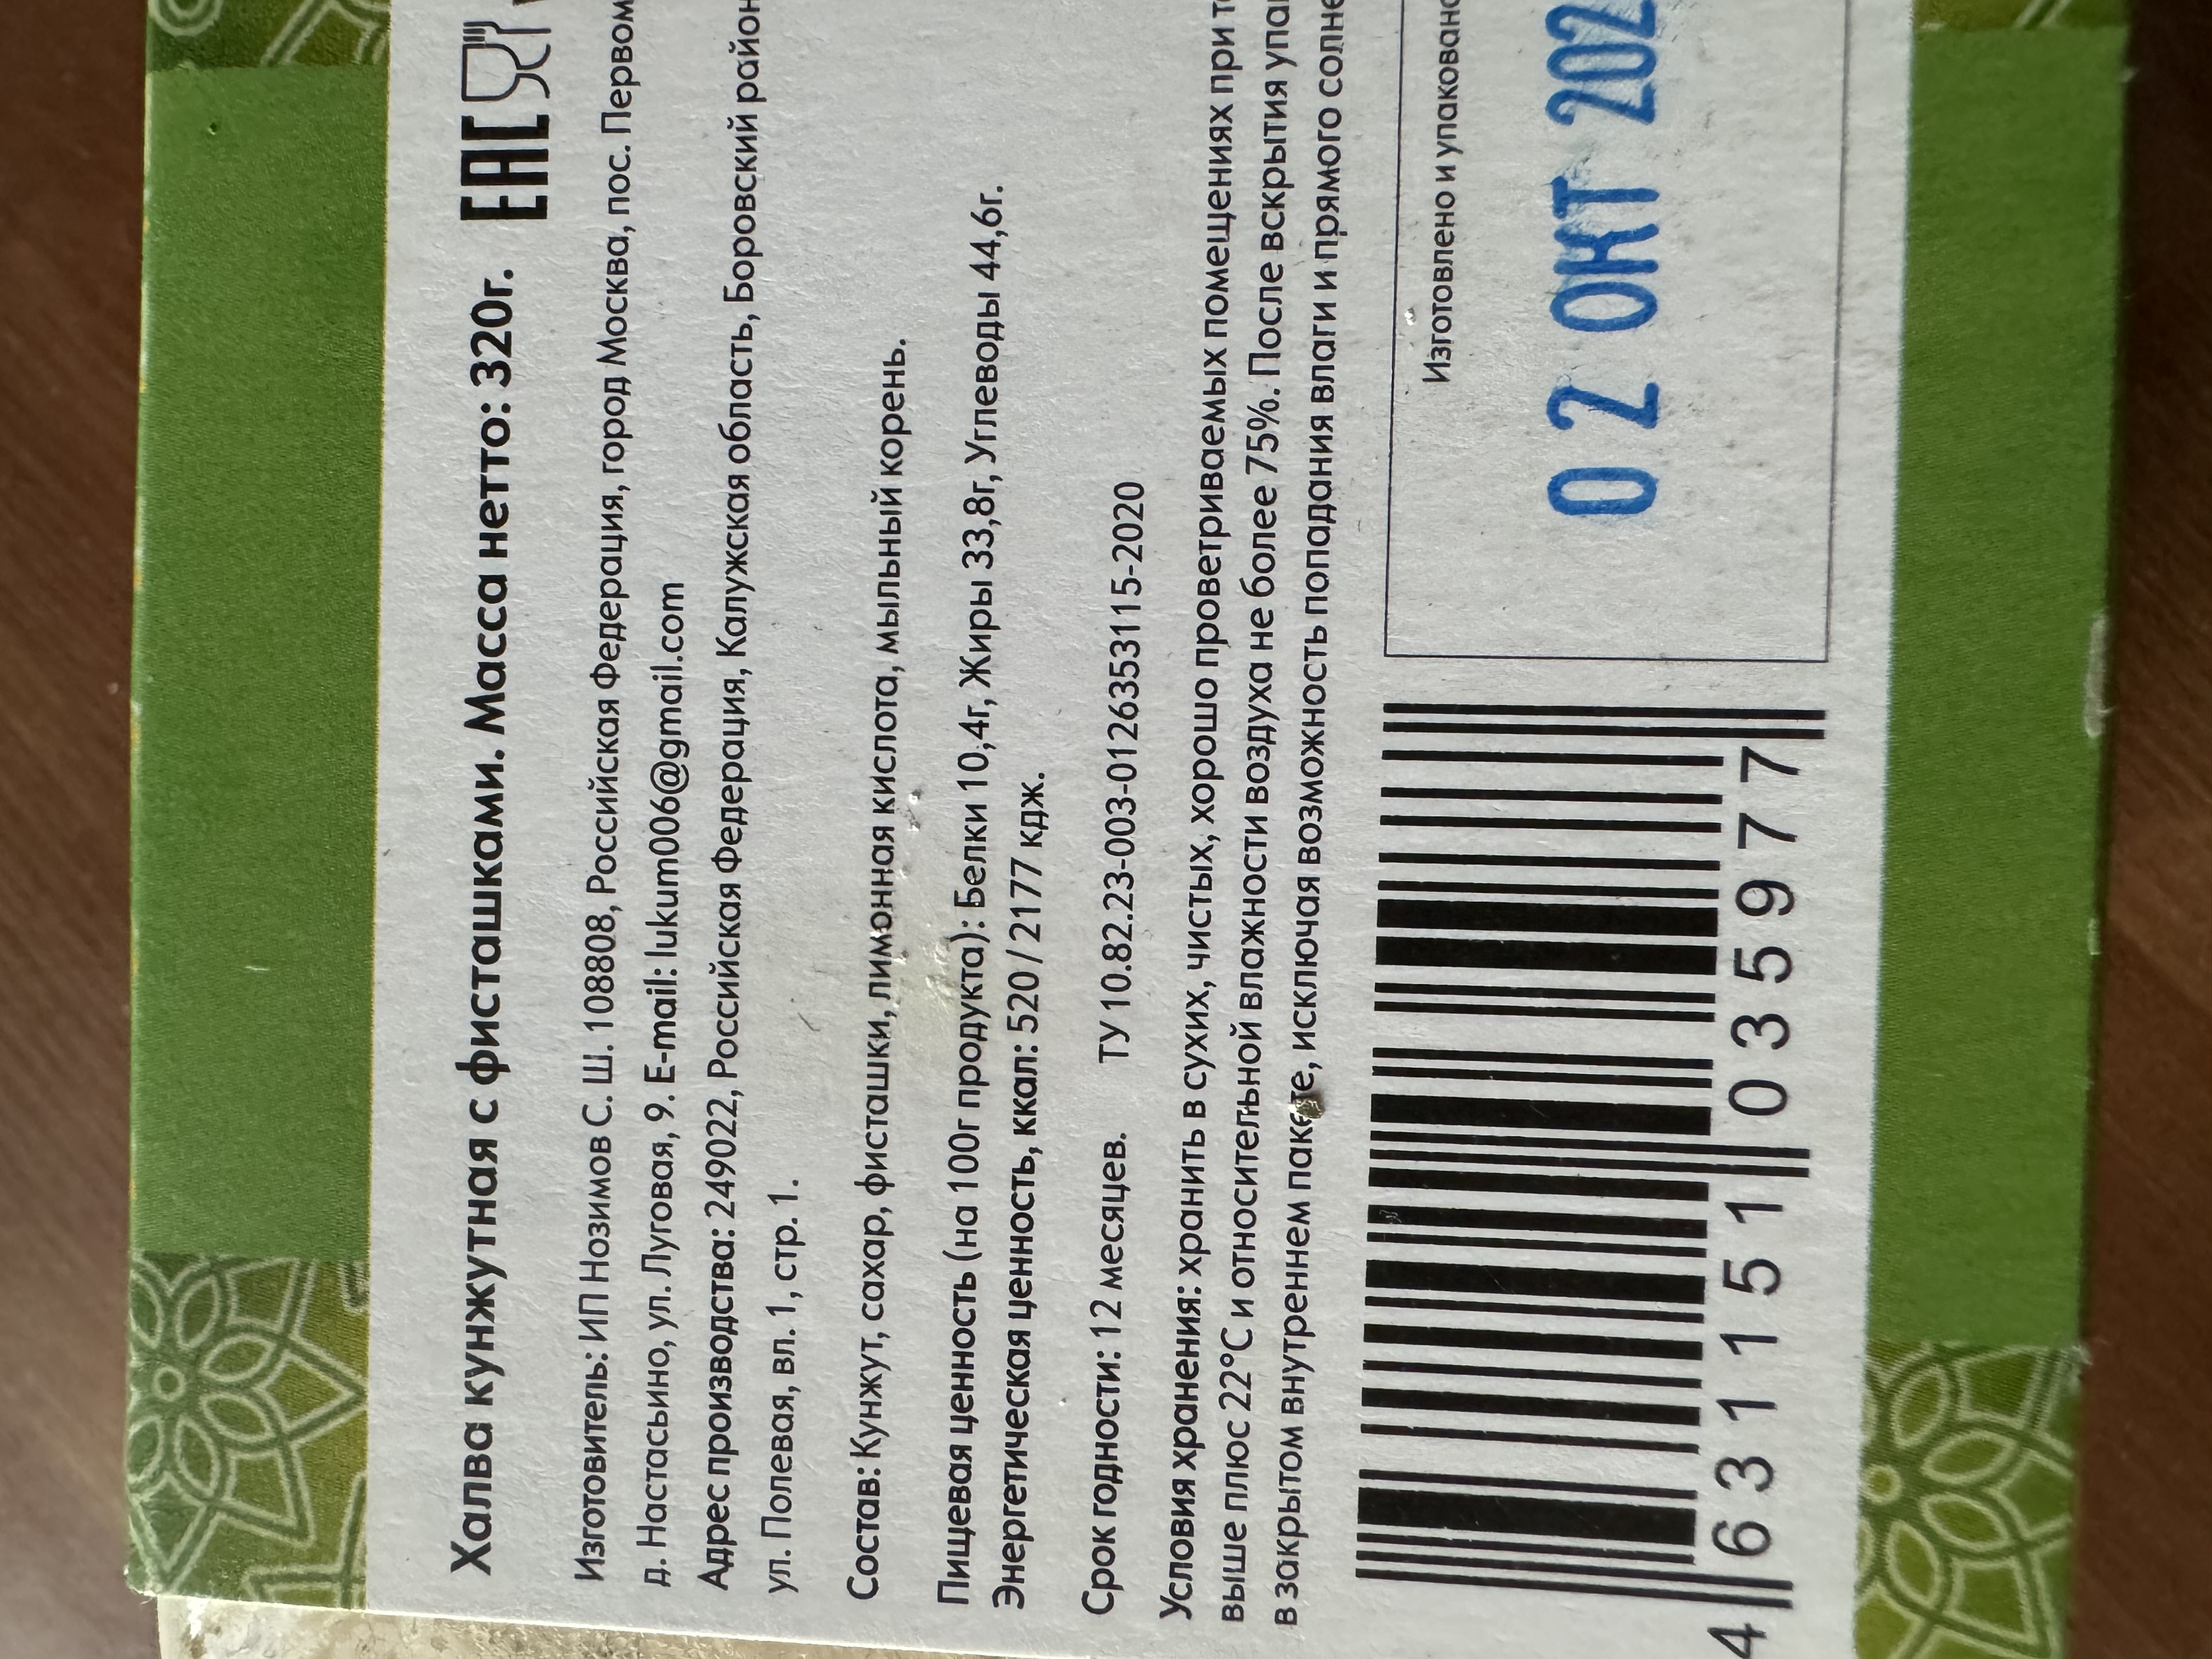 Халва кунжутная с фисташками. Масса нетто: 320г. EAC
Изготовитель: ИП Нозимов С. Ш. 108808, Российская Федерация, город Москва, пос.
д. Настасьино, ул. Луговая, 9. E-mail: lukum006@gmail.com
Адрес производства: 249022, Российская Федерация, Калужская область, Боровский район
ул. Полевая, вл. 1, стр. 1.
Состав: Кунжут, сахар, фисташки, лимонная кислота, мыльный корень.
Пищевая ценность (на 100г продукта): Белки 10,4г, Жиры 33,8г, Углеводы 44,6г.
Энергетическая ценность, ккал: 520 / 2177 кдж.
Срок годности: 12 месяцев. ТУ 10.82.23-003-0126353115-2020
Условия хранения: хранить в сухих, чистых, хорошо проветриваемых помещениях при
выше плюс 22°С и относительной влажности воздуха не более 75%. После вскрытия
в закрытом внутреннем пакете, исключая возможность попадания влаги и прямого
Изготовлено и упаковано
02 ОКТ 202
4 631151 035977